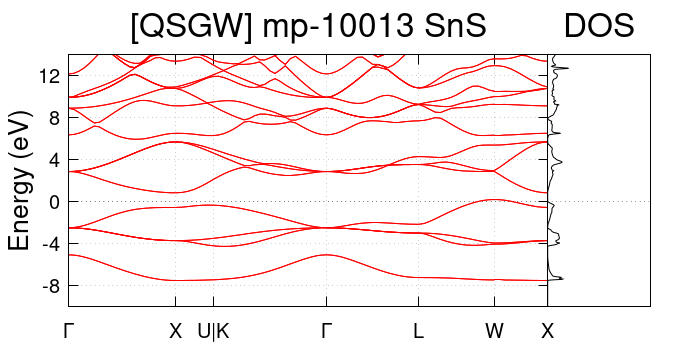 [QSGW] mp-10013 SnS DOS
Energy (eV)
12
8
4
0
-4
-8
Γ X U|K Γ L W X